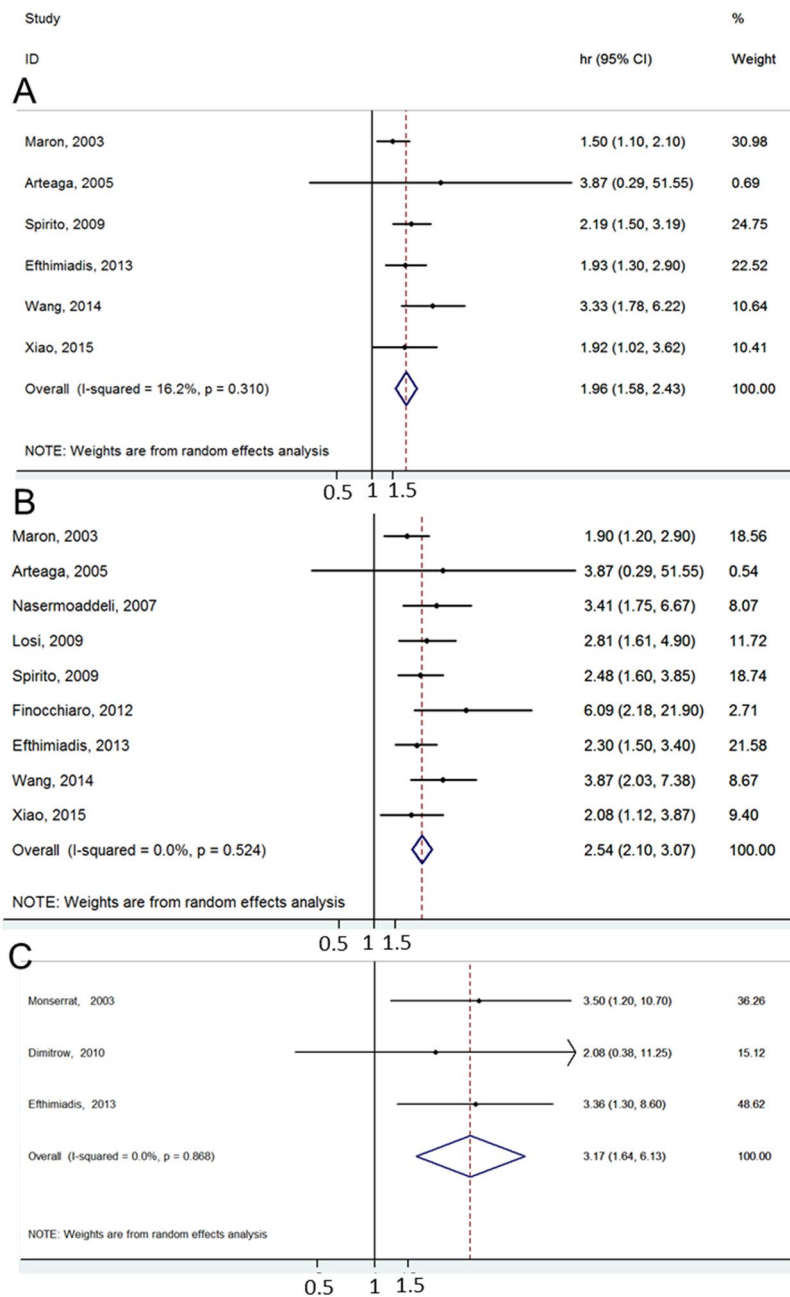 Study %
ID hr (95% CI) Weight
A
Maron, 2003 1.50 (1.10, 2.10) 30.98
Arteaga, 2005 3.87 (0.29, 51.55) 0.69
Spirito, 2009 2.19 (1.50, 3.19) 24.75
Efthimiadis, 2013 1.93 (1.30, 2.90) 22.52
Wang, 2014 3.33 (1.78, 6.22) 10.64
Xiao, 2015 1.92 (1.02, 3.62) 10.41
Overall (I-squared = 16.2%, p = 0.310) 1.96 (1.58, 2.43) 100.00
NOTE: Weights are from random effects analysis
0.5 1 1.5
B
Maron, 2003 1.90 (1.20, 2.90) 18.56
Arteaga, 2005 3.87 (0.29, 51.55) 0.54
Nasermoaddeli, 2007 3.41 (1.75, 6.67) 8.07
Losi, 2009 2.81 (1.61, 4.90) 11.72
Spirito, 2009 2.48 (1.60, 3.85) 18.74
Finocchiaro, 2012 6.09 (2.18, 21.90) 2.71
Efthimiadis, 2013 2.30 (1.50, 3.40) 21.58
Wang, 2014 3.87 (2.03, 7.38) 8.67
Xiao, 2015 2.08 (1.12, 3.87) 9.40
Overall (I-squared = 0.0%, p = 0.524) 2.54 (2.10, 3.07) 100.00
NOTE: Weights are from random effects analysis
0.5 1 1.5
C
Monserrat, 2003 3.50 (1.20, 10.70) 36.26
Dimitrow, 2010 2.08 (0.38, 11.25) 15.12
Efthimiadis, 2013 3.36 (1.30, 8.60) 48.62
Overall (I-squared = 0.0%, p = 0.868) 3.17 (1.64, 6.13) 100.00
NOTE: Weights are from random effects analysis
0.5 1 1.5